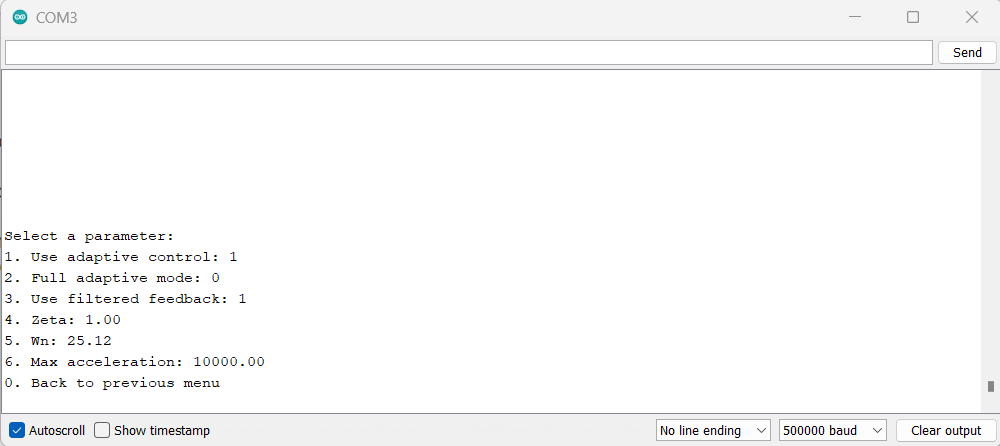 COM3
Send
Select a parameter:
1. Use adaptive control: 1
2. Full adaptive mode: 0
3. Use filtered feedback: 1
4. Zeta: 1.00
5. Wn: 25.12
6. Max acceleration: 10000.00
0. Back to previous menu
Autoscroll Show timestamp No line ending 500000 baud Clear output